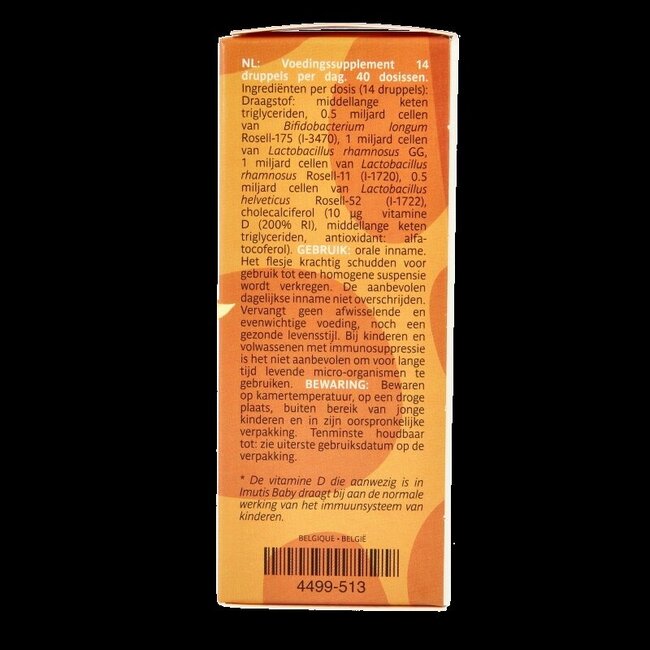 NL: Voedingssupplement 14
druppels per dag. 40 dosissen.
Ingrediënten per dosis (14 druppels):
Draagstof: middellange keten
triglyceriden, 0.5 miljard cellen
van Bifidobacterium longum
Rosell-175 (I-3470), 1 miljard cellen
van Lactobacillus rhamnosus GG,
1 miljard cellen van Lactobacillus
rhamnosus Rosell-11 (I-1720), 0.5
miljard cellen van Lactobacillus
helveticus Rosell-52 (I-1722),
cholecalciferol (10 µg vitamine
D (200% RI), middellange keten
triglyceriden, antioxidant: alfa-
tocoferol). GEBRUIK: orale inname.
Het flesje krachtig schudden voor
gebruik tot een homogene suspensie
wordt verkregen. De aanbevolen
dagelijkse inname niet overschrijden.
Vervangt geen afwisselende en
evenwichtige voeding, noch een
gezonde levensstijl. Bij kinderen en
volwassenen met immunosuppressie
is het niet aanbevolen om voor lange
tijd levende micro-organismen te
gebruiken. BEWARING: Bewaren
op kamertemperatuur, op een droge
plaats, buiten bereik van jonge
kinderen en in zijn oorspronkelijke
verpakking. Tenminste houdbaar
tot: zie uiterste gebruiksdatum op de
verpakking.
* De vitamine D die aanwezig is in
Imutis Baby draagt bij aan de normale
werking van het immuunsysteem van
kinderen.
BELGIQUE • BELGIË
4499-513